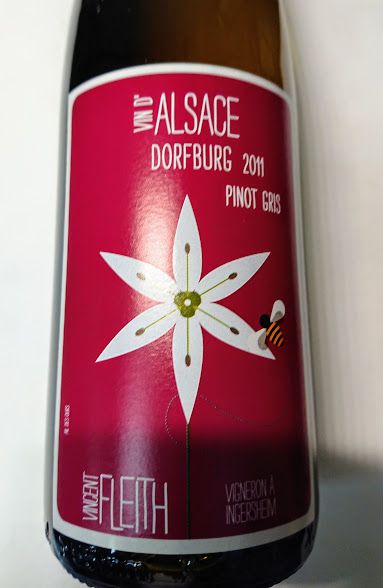 VIN D'
ALSACE
DORFBURG 2011
PINOT GRIS
VINCENT
FLEITH
VIGNERON À
INGERSHEIM